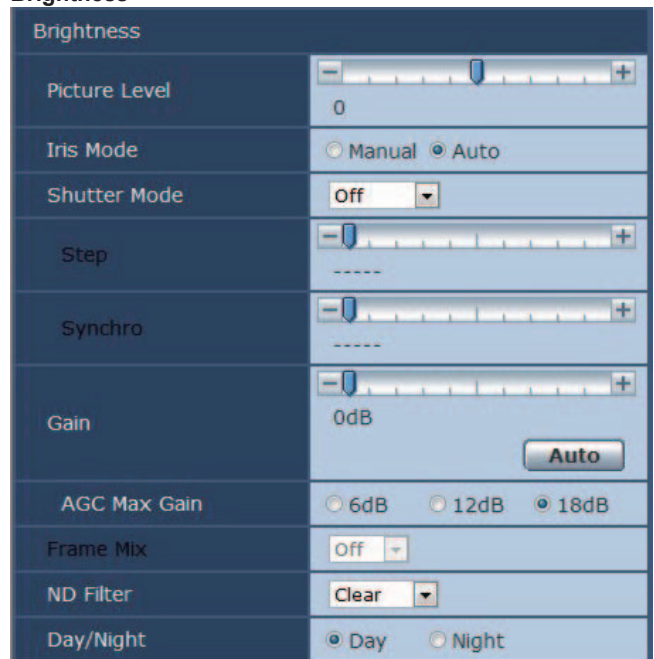 Brightness
Picture Level
0
Iris Mode Manual Auto
Shutter Mode Off
Step
-----
Synchro
-----
Gain
0dB
Auto
AGC Max Gain 6dB 12dB 18dB
Frame Mix Off
ND Filter Clear
Day/Night Day Night